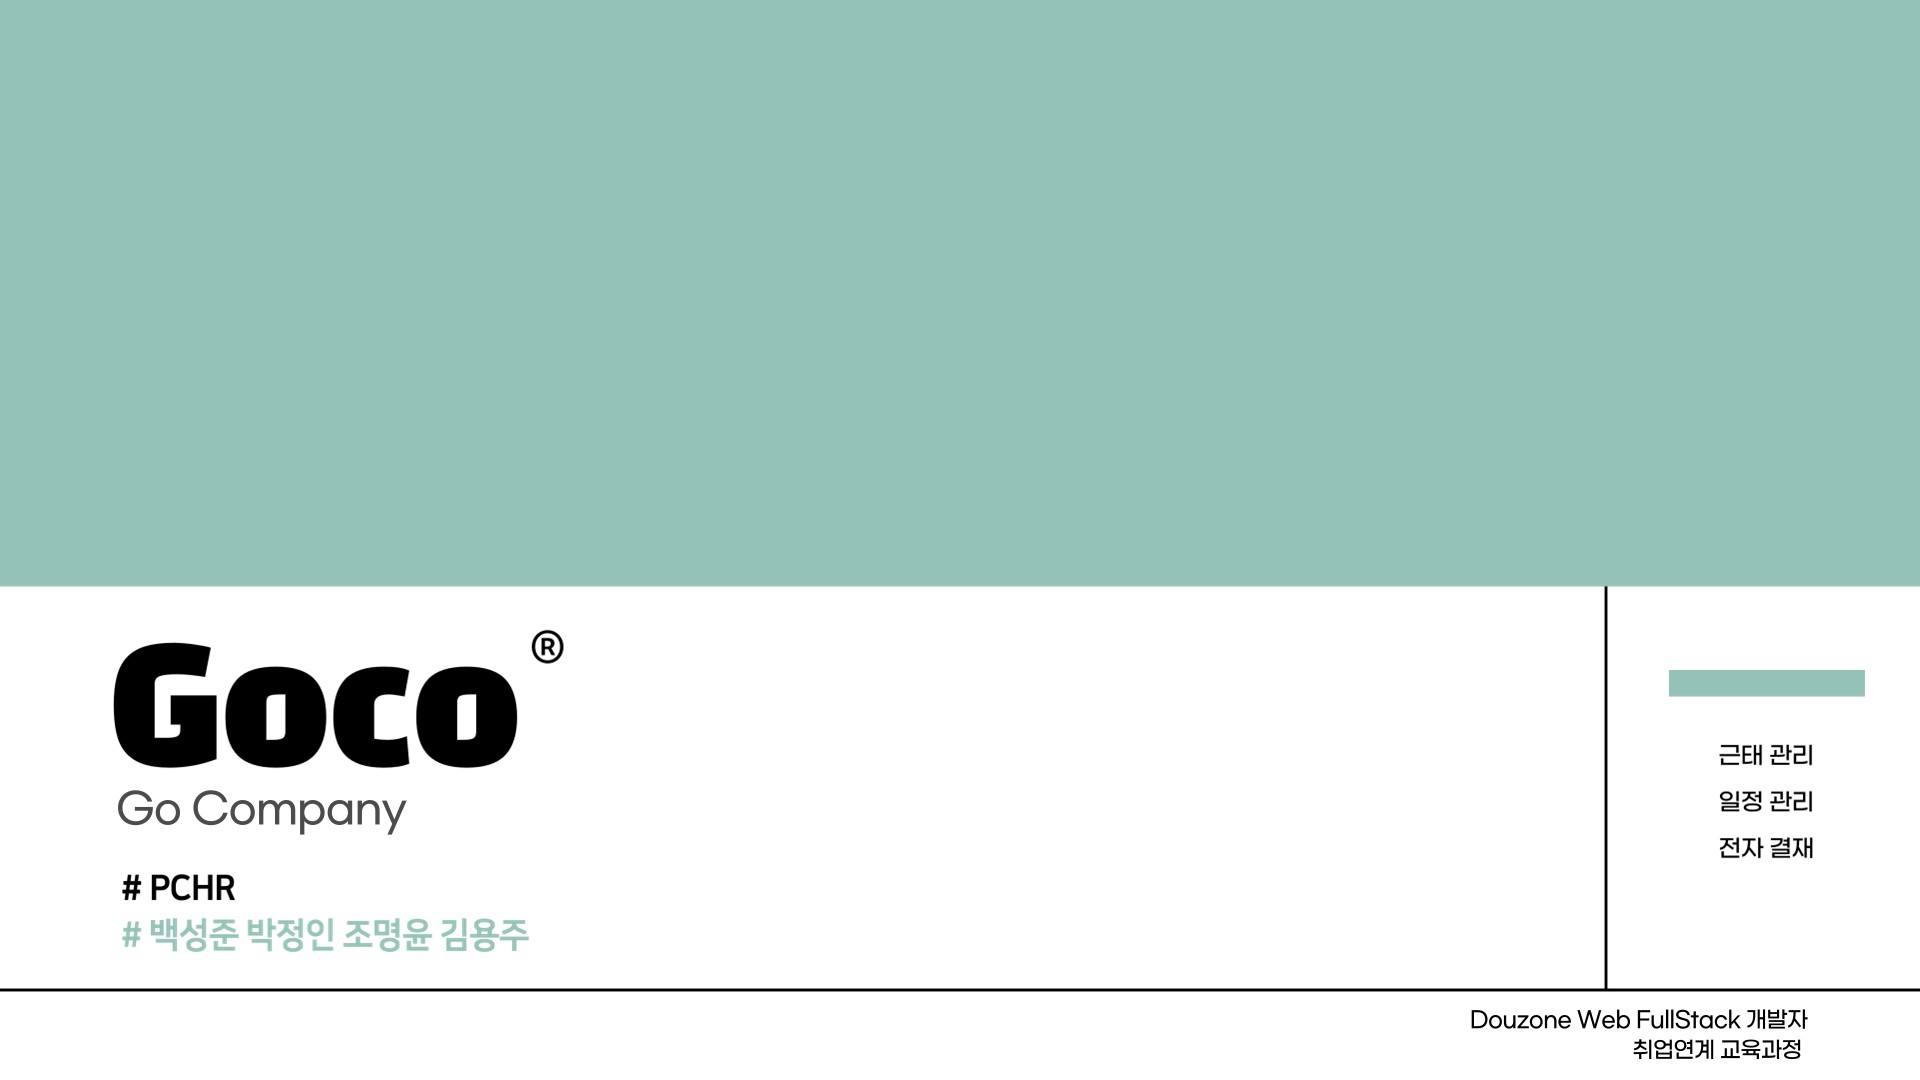 Goco ®
Go Company
# PCHR
# 백성준 박정인 조명윤 김용주
근태 관리
일정 관리
전자 결재
Douzone Web FullStack 개발자
취업연계 교육과정